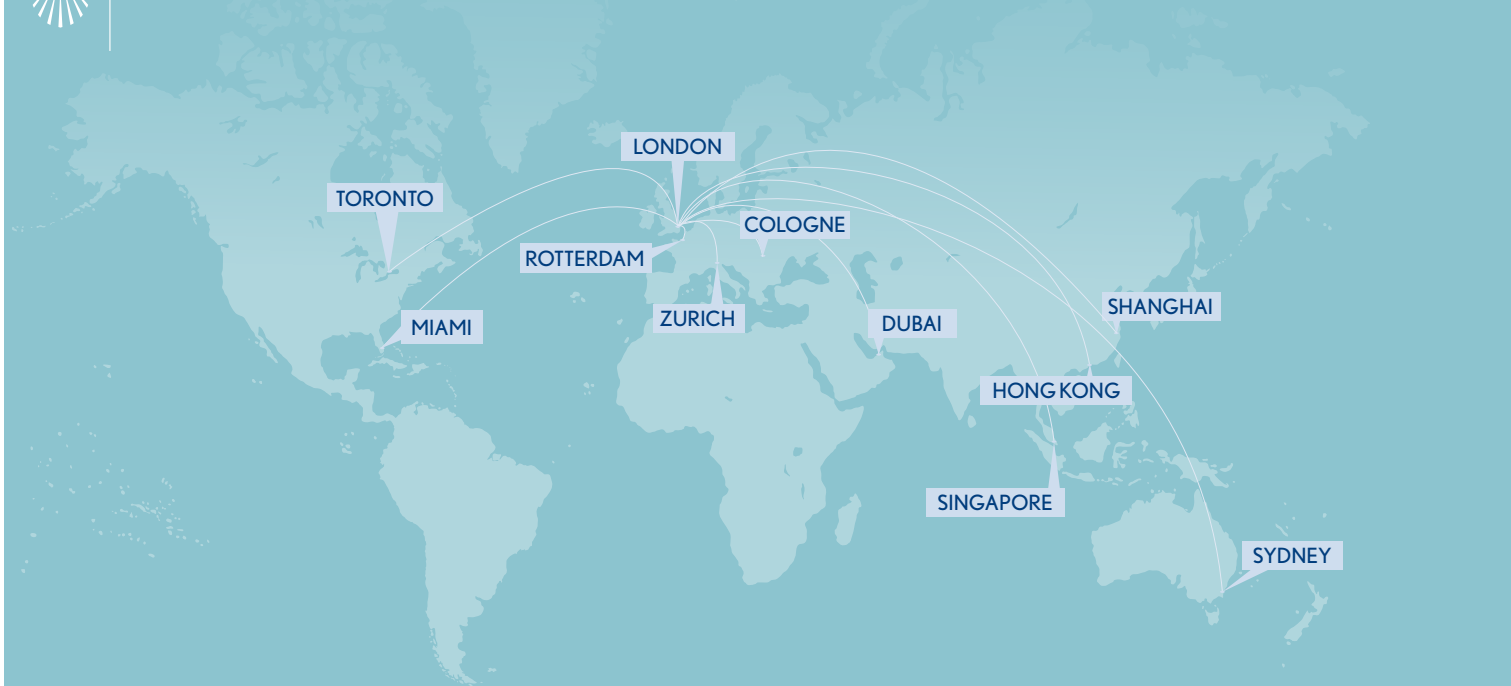 LONDON
TORONTO
COLOGNE
ROTTERDAM
SHANGHAI
ZURICH
DUBAI
MIAMI
HONG KONG
SINGAPORE
SYDNEY